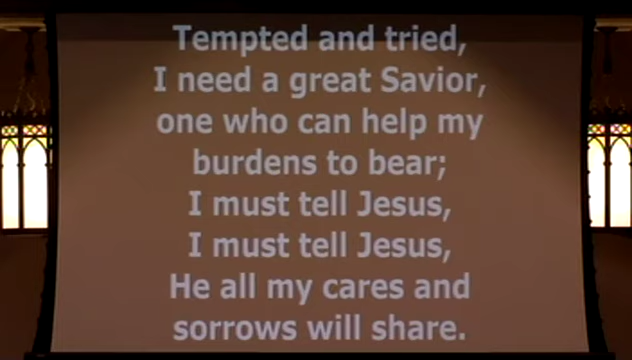 Tempted and tried,
I need a great Savior,
one who can help my
burdens to bear;
I must tell Jesus,
I must tell Jesus,
He all my cares and
sorrows will share.